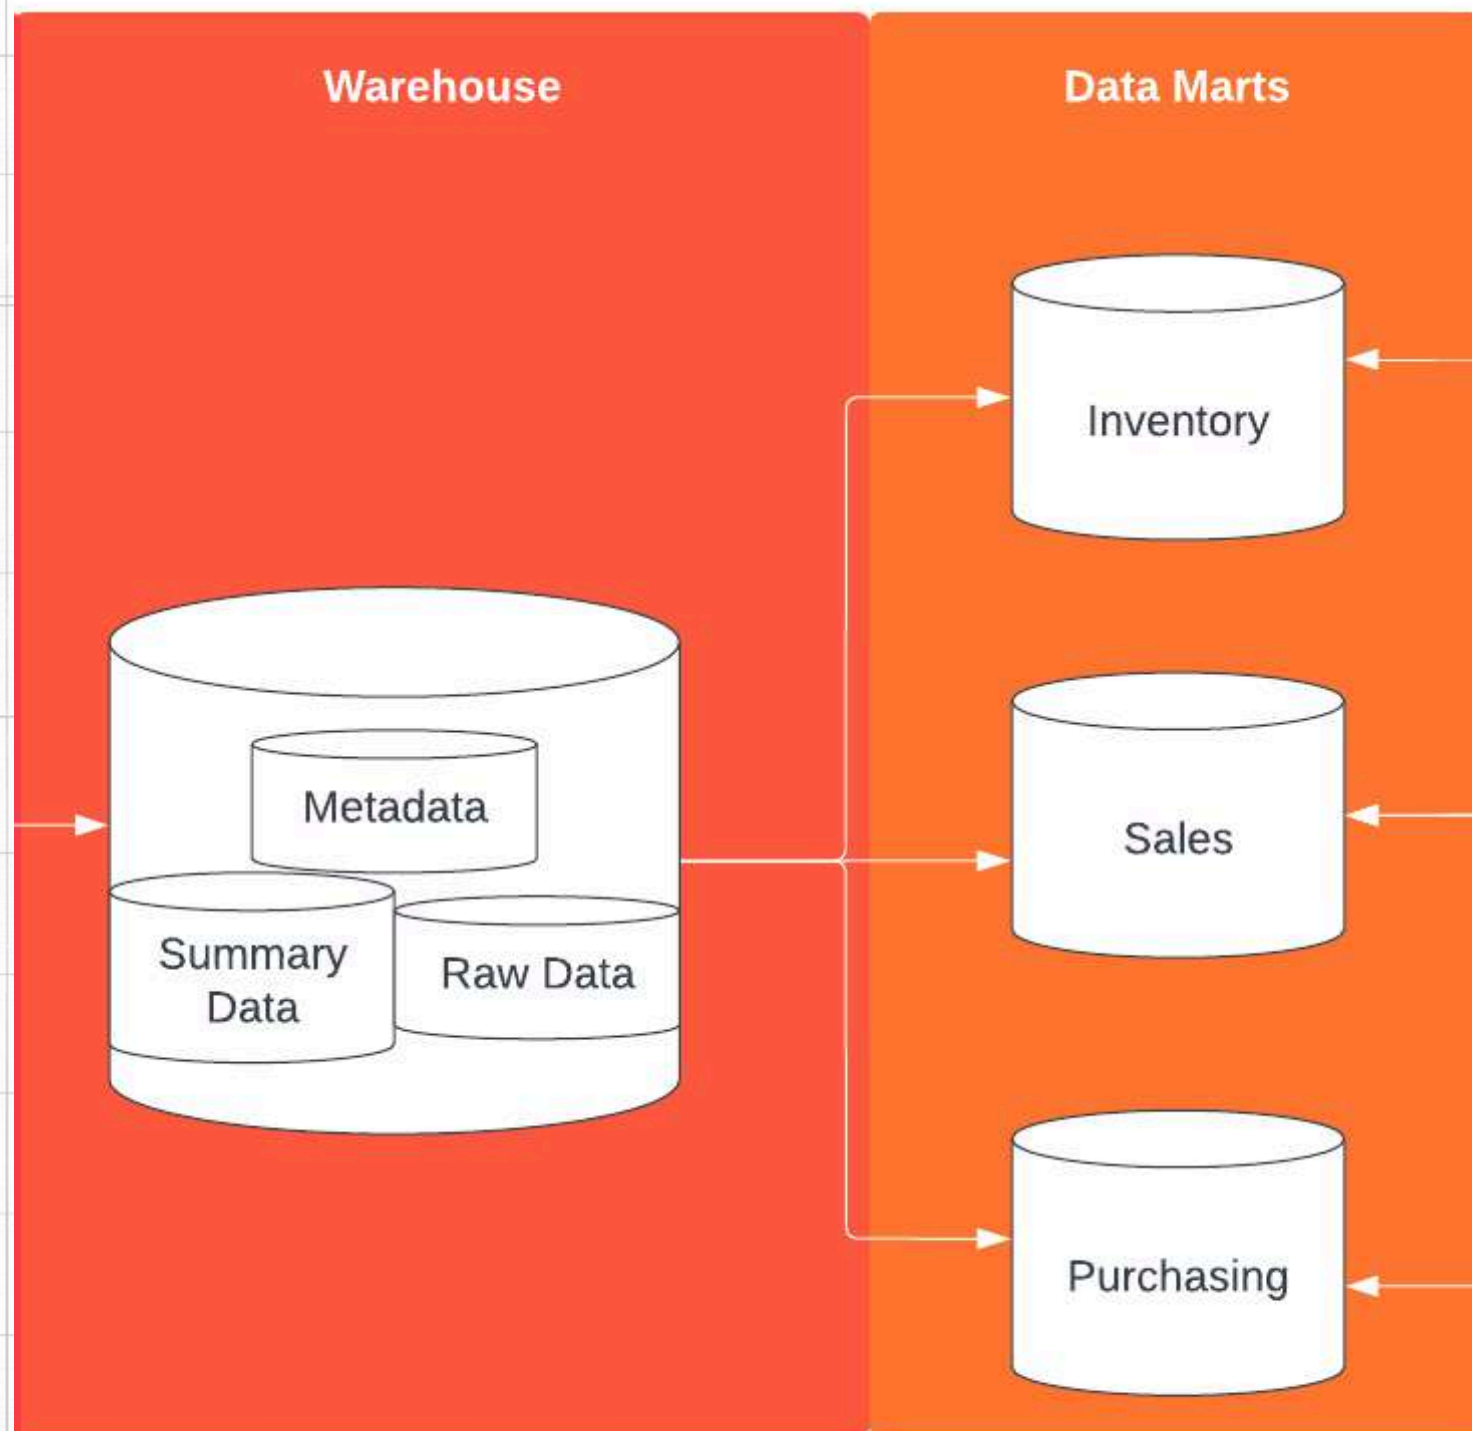 Warehouse
Data Marts
Inventory
Metadata
Sales
Summary
Data
Raw Data
Purchasing